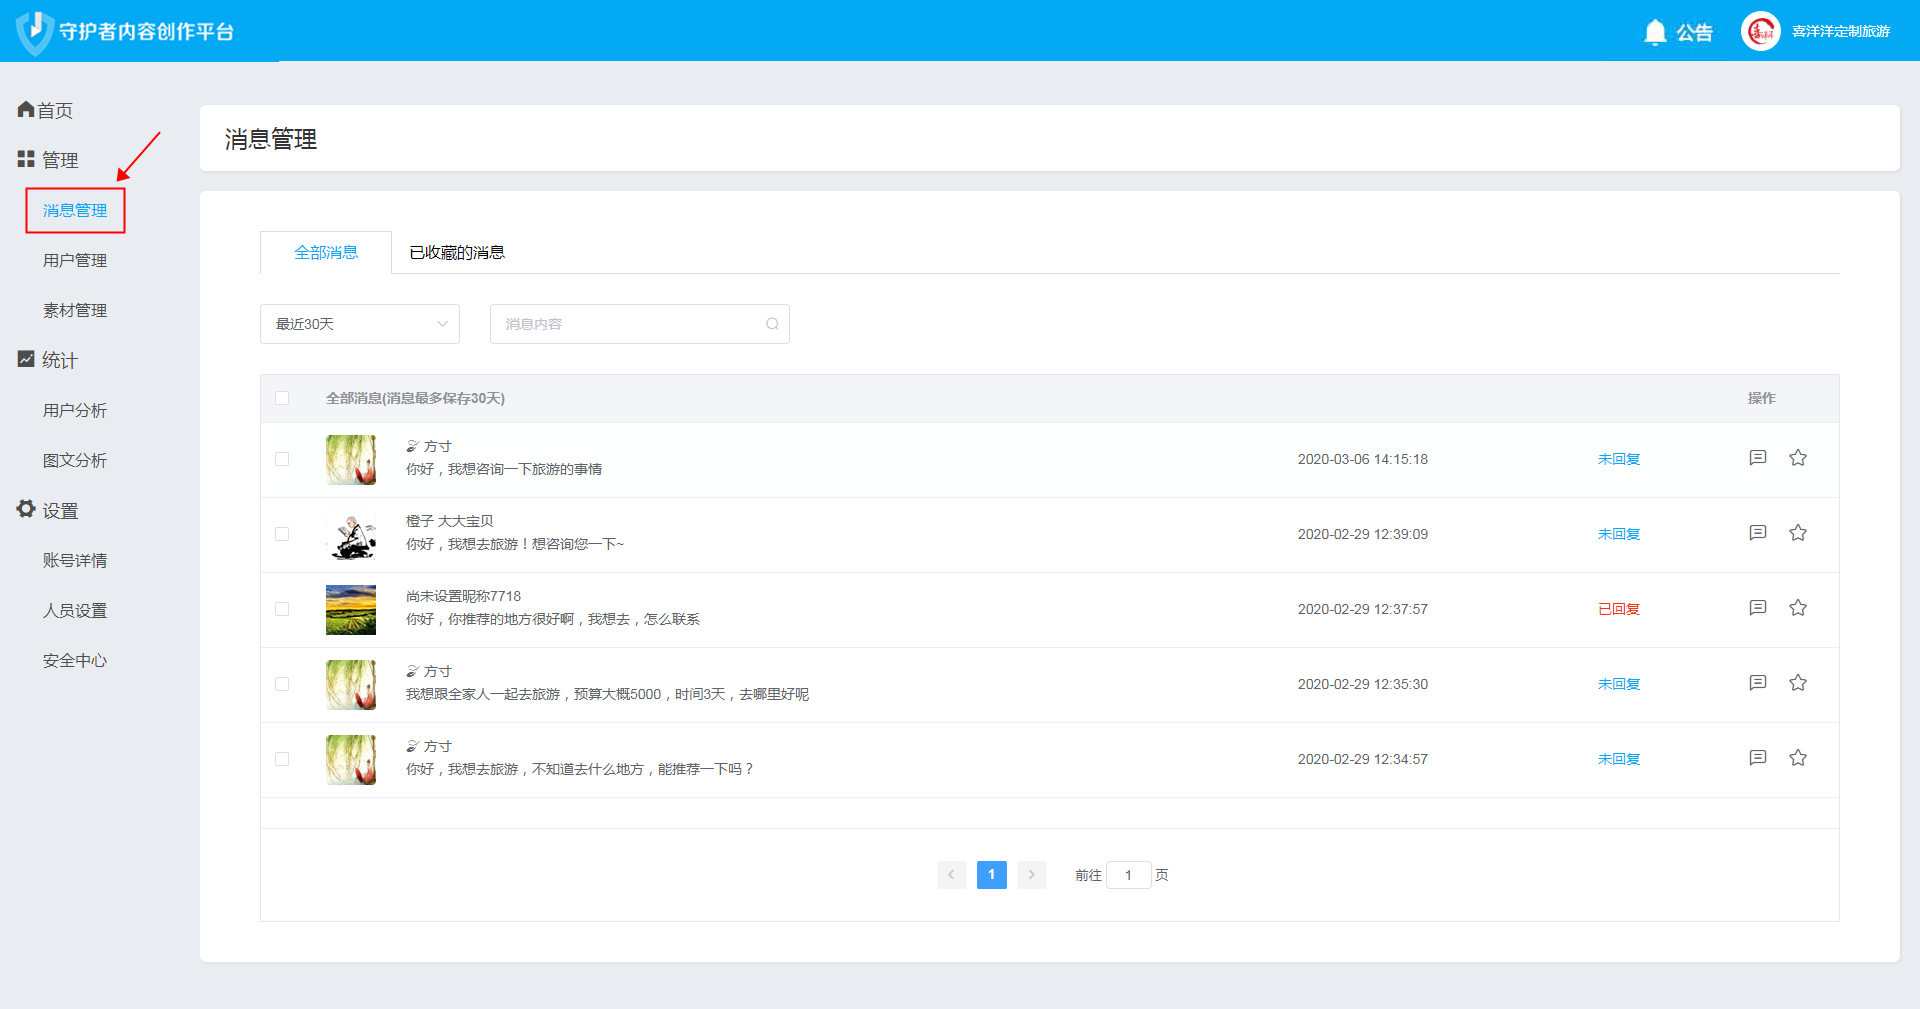 守护者内容创作平台
公告
喜洋洋定制旅游
首页
管理
消息管理
用户管理
素材管理
统计
用户分析
图文分析
设置
账号详情
人员设置
安全中心
消息管理
全部消息 已收藏的消息
最近30天 消息内容
全部消息(消息最多保存30天) 操作
方寸
你好，我想咨询一下旅游的事情
2020-03-06 14:15:18 未回复
橙子 大大宝贝
你好，我想去旅游！想咨询您一下~
2020-02-29 12:39:09 未回复
尚未设置昵称7718
你好，你推荐的地方很好啊，我想去，怎么联系
2020-02-29 12:37:57 已回复
方寸
我想跟全家人一起去旅游，预算大概5000，时间3天，去哪里好呢
2020-02-29 12:35:30 未回复
方寸
你好，我想去旅游，不知道去什么地方，能推荐一下吗？
2020-02-29 12:34:57 未回复
1 前往 1 页